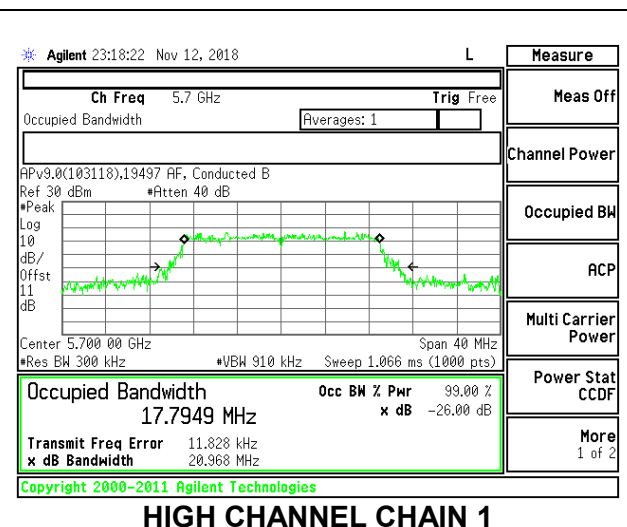 Agilent 23:18:22 Nov 12, 2018 L
Measure
Ch Freq 5.7 GHz Trig Free
Occupied Bandwidth Averages: 1
Meas Off
Channel Power
APv9.0(103118),19497 AF, Conducted B
Ref 30 dBm #Atten 40 dB
#Peak
Log
10
dB/
Offst
11
dB
Occupied BW
ACP
Multi Carrier
Power
Center 5.700 00 GHz Span 40 MHz
#Res BW 300 kHz #VBW 910 kHz Sweep 1.066 ms (1000 pts)
Occupied Bandwidth Occ BW % Pwr 99.00 %
17.7949 MHz x dB -26.00 dB
Transmit Freq Error 11.828 kHz
x dB Bandwidth 20.968 MHz
Power Stat
CCDF
More
1 of 2
Copyright 2000-2011 Agilent Technologies
HIGH CHANNEL CHAIN 1